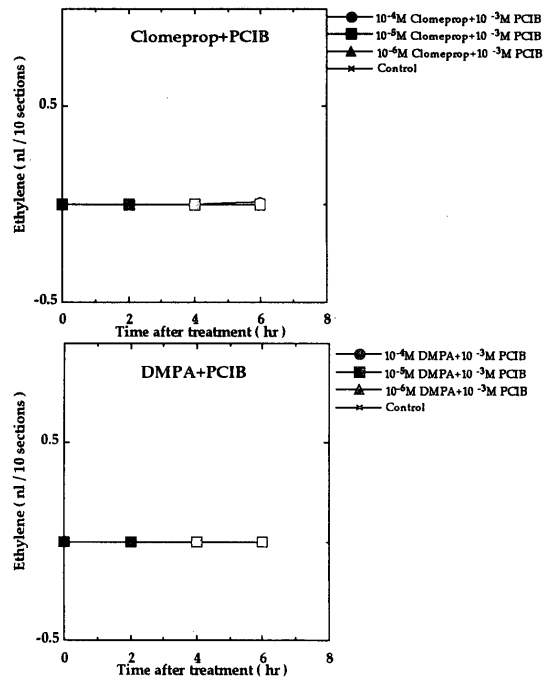 Clomeprop+PCIB
10⁻⁴M Clomeprop+10 ⁻³M PCIB
10⁻⁵M Clomeprop+10 ⁻³M PCIB
10⁻⁶M Clomeprop+10 ⁻³M PCIB
Control
Ethylene ( nl / 10 sections )
0.5
-0.5
0 2 4 6 8
Time after treatment ( hr )
DMPA+PCIB
10⁻⁴M DMPA+10 ⁻³M PCIB
10⁻⁵M DMPA+10 ⁻³M PCIB
10⁻⁶M DMPA+10 ⁻³M PCIB
Control
Ethylene ( nl / 10 sections )
0.5
-0.5
0 2 4 6 8
Time after treatment ( hr )